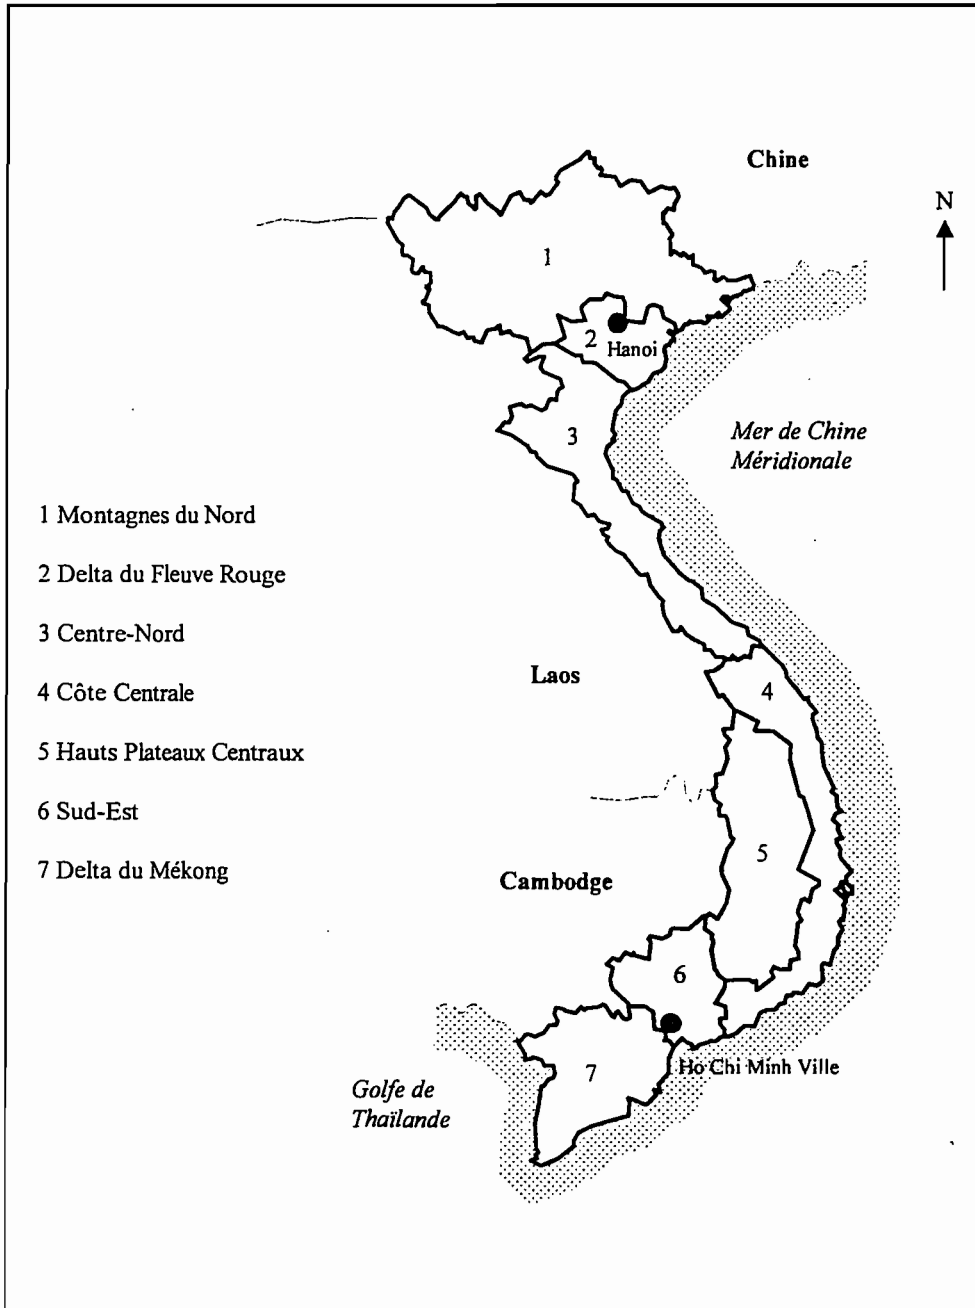 Chine
N
1
2
Hanoi
3
Mer de Chine
Méridionale
1 Montagnes du Nord
2 Delta du Fleuve Rouge
3 Centre-Nord
4 Côte Centrale
5 Hauts Plateaux Centraux
6 Sud-Est
7 Delta du Mékong
Laos
4
5
Cambodge
6
Ho Chi Minh Ville
7
Golfe de
Thaïlande